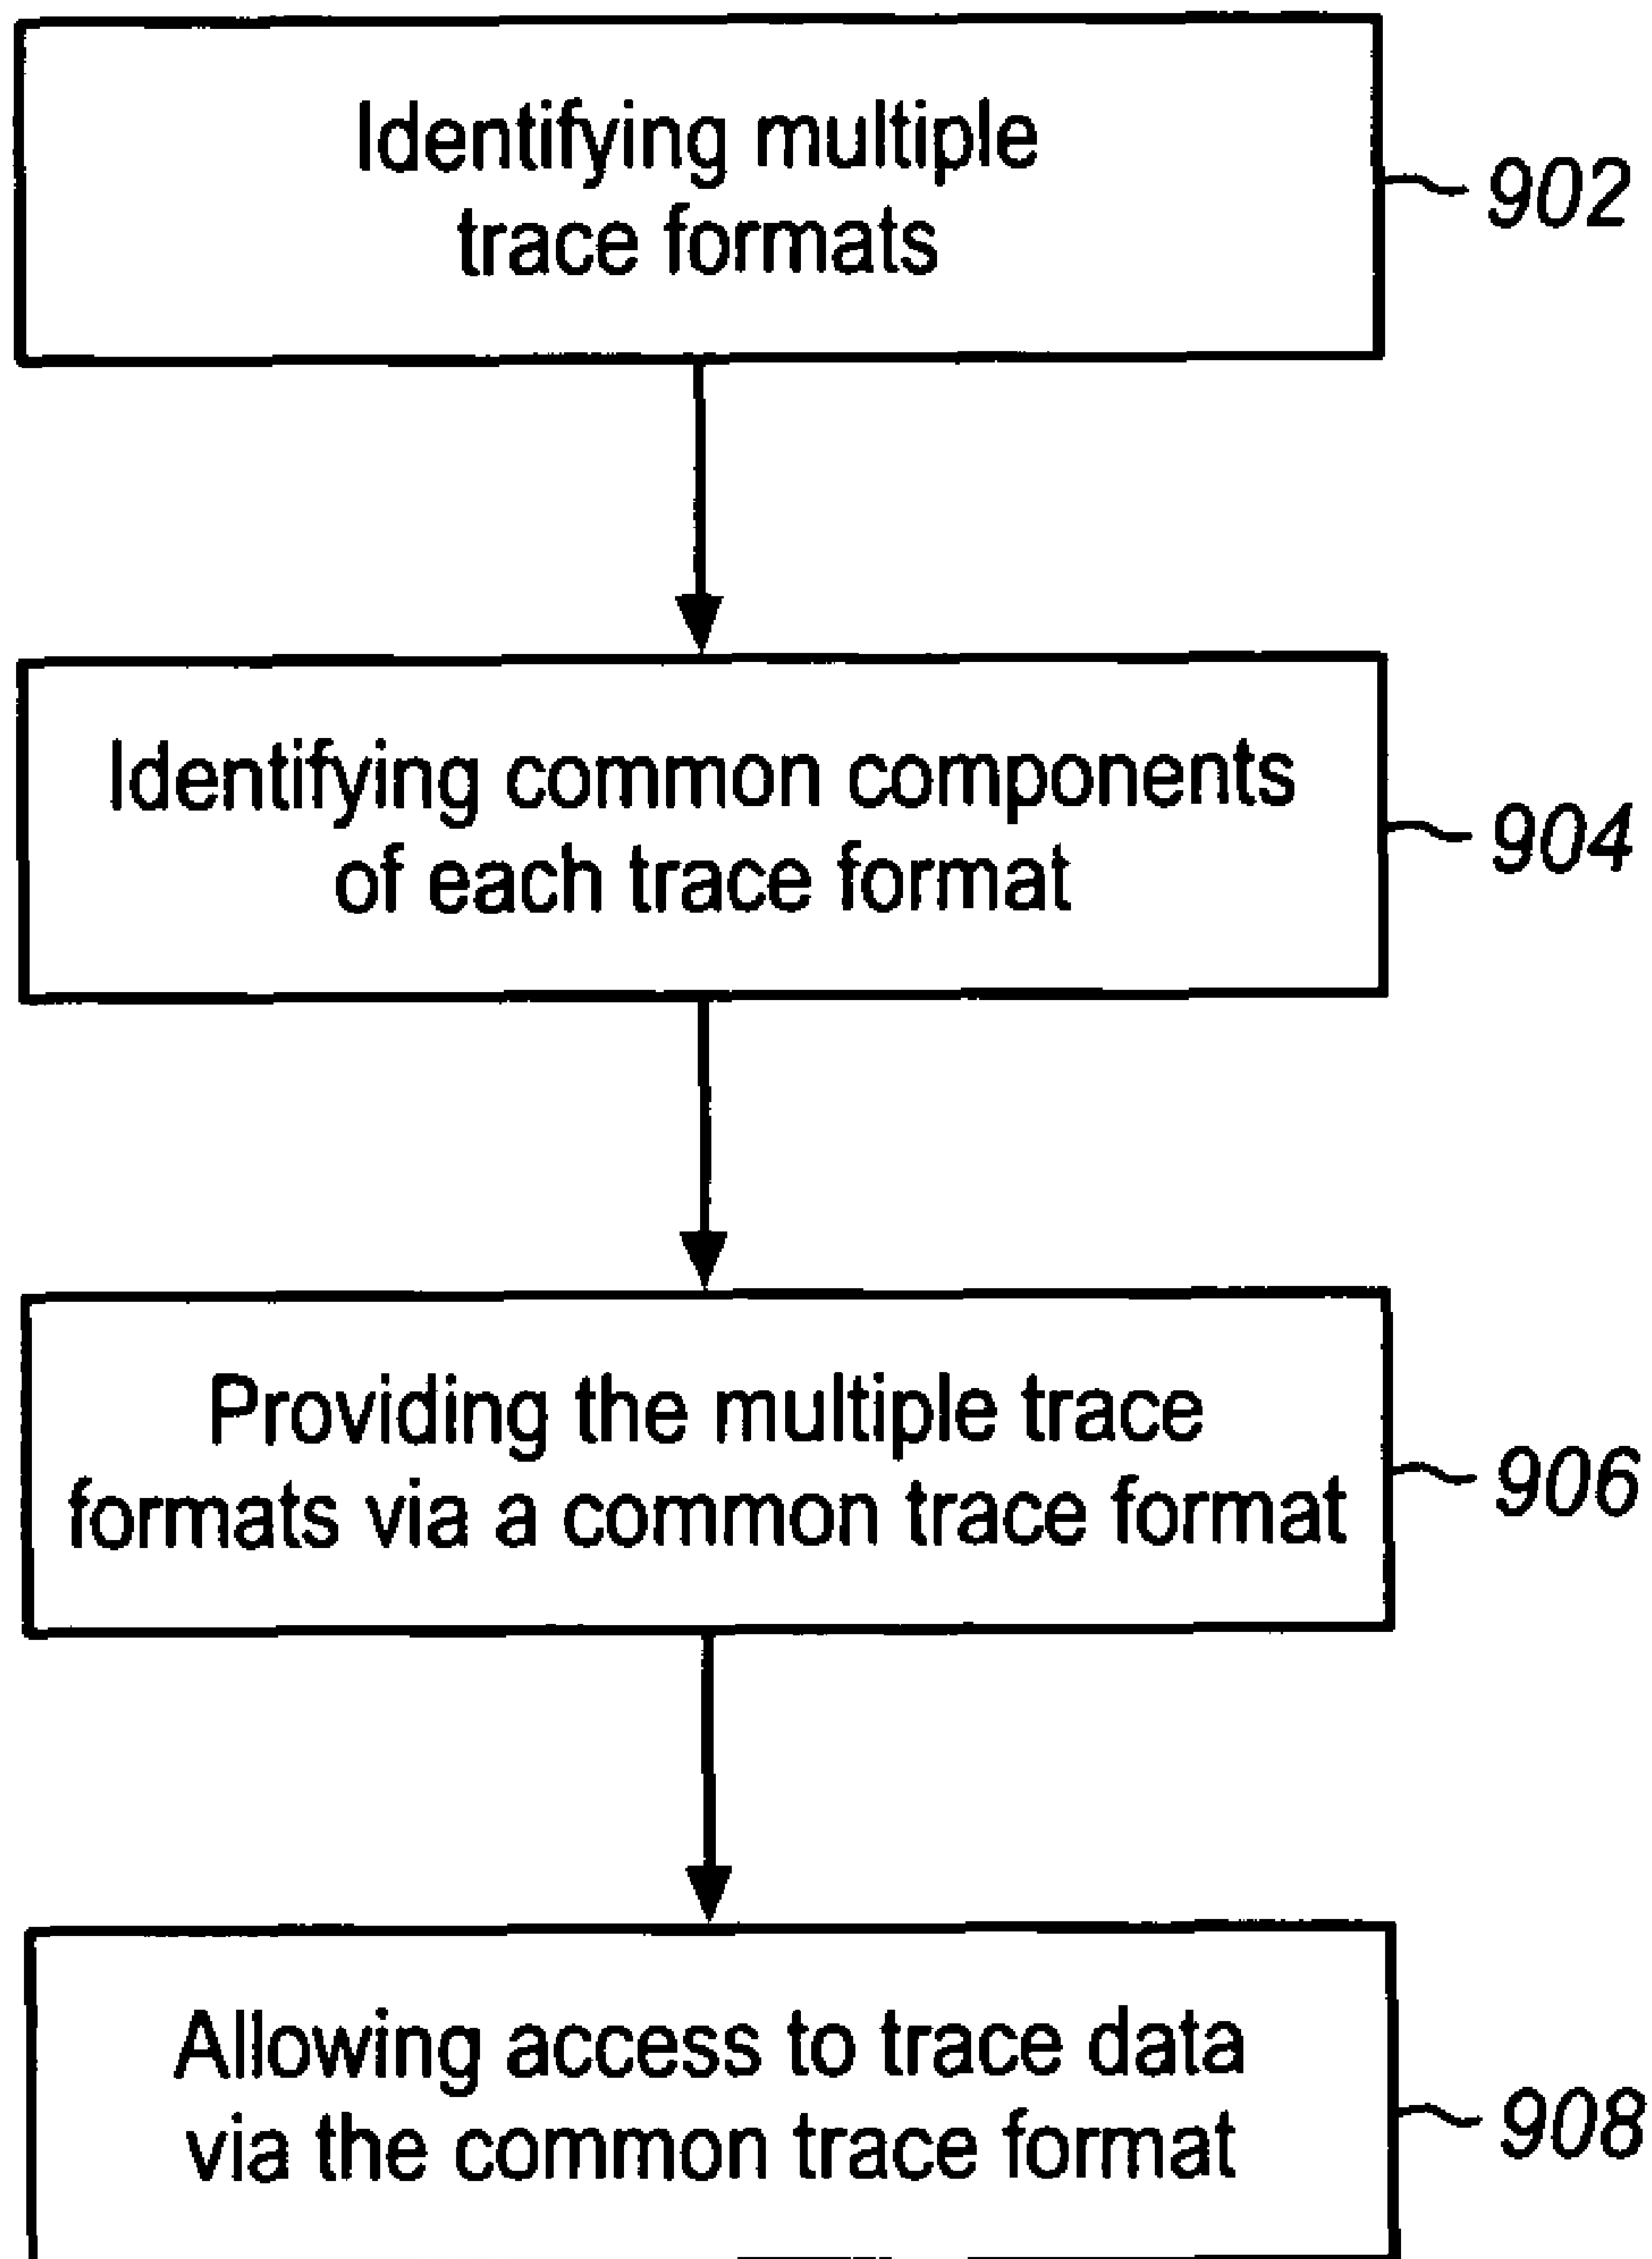 Identifying multiple
trace formats
902
Identifying common components
of each trace format
904
Providing the multiple trace
formats via a common trace format
906
Allowing access to trace data
via the common trace format
908